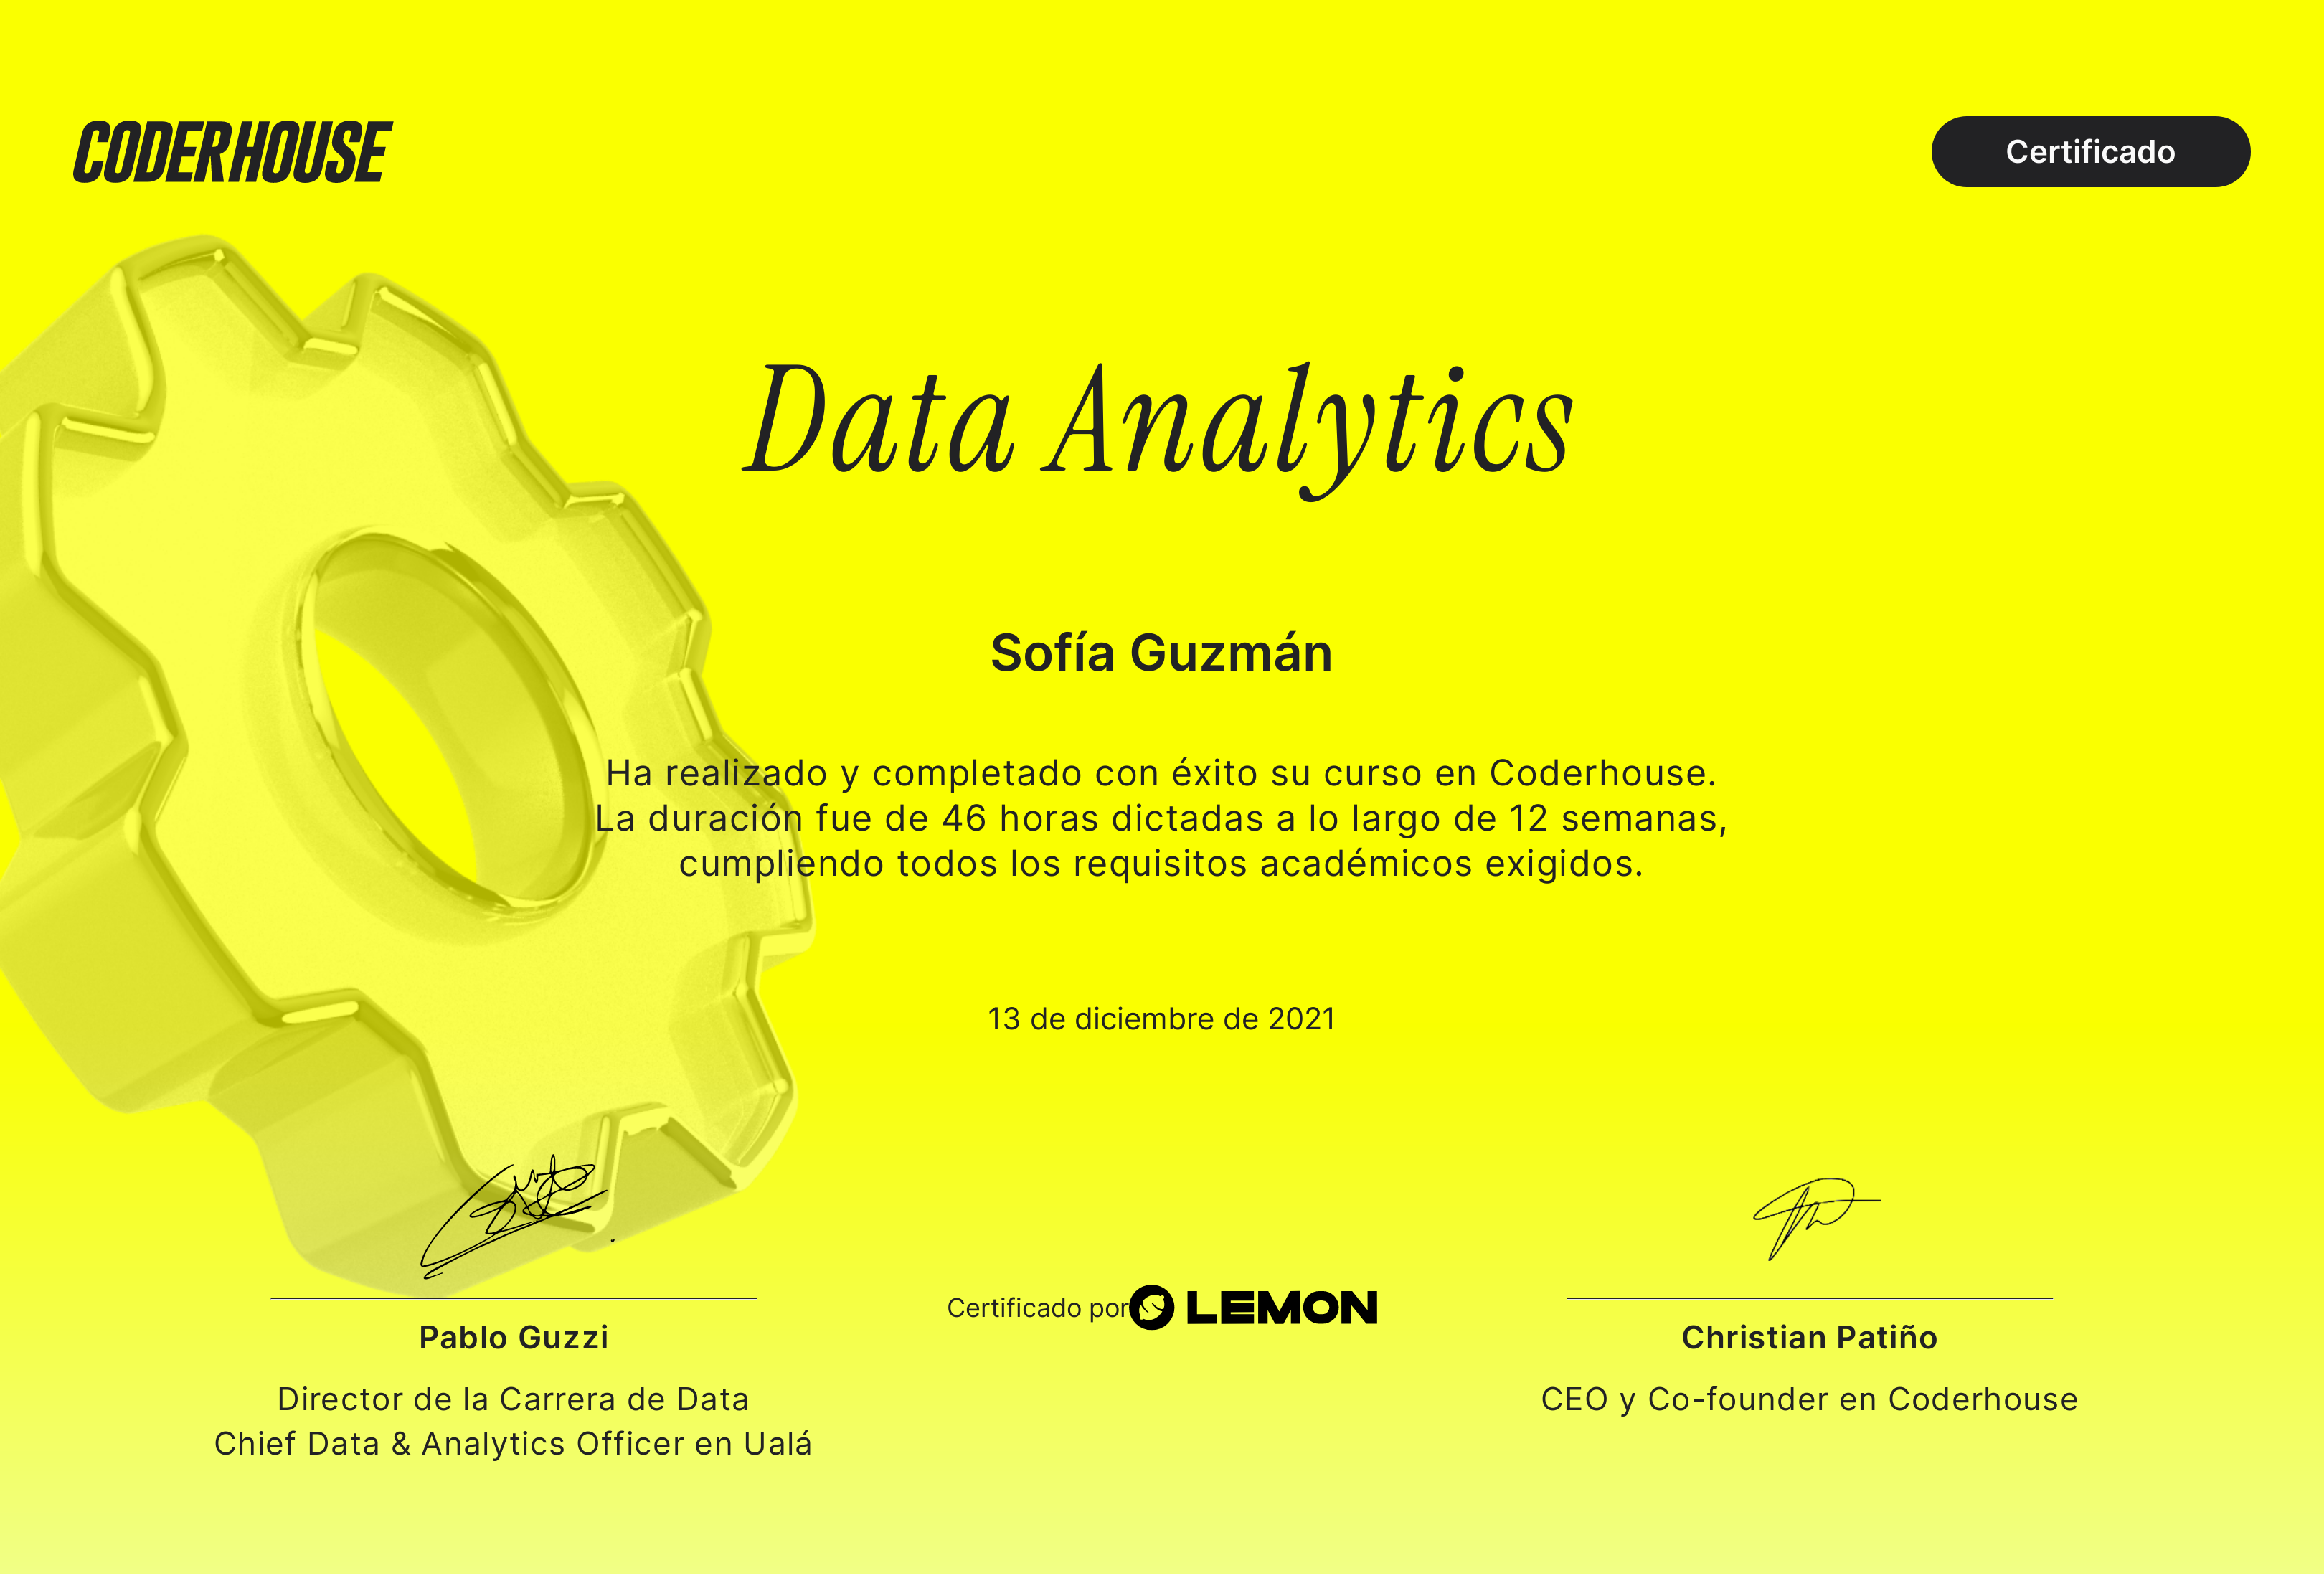 CODERHOUSE
Certificado
Data Analytics
Sofía Guzmán
Ha realizado y completado con éxito su curso en Coderhouse.
La duración fue de 46 horas dictadas a lo largo de 12 semanas,
cumpliendo todos los requisitos académicos exigidos.
13 de diciembre de 2021
Pablo Guzzi
Director de la Carrera de Data
Chief Data & Analytics Officer en Ualá
Certificado por LEMON
Christian Patiño
CEO y Co-founder en Coderhouse